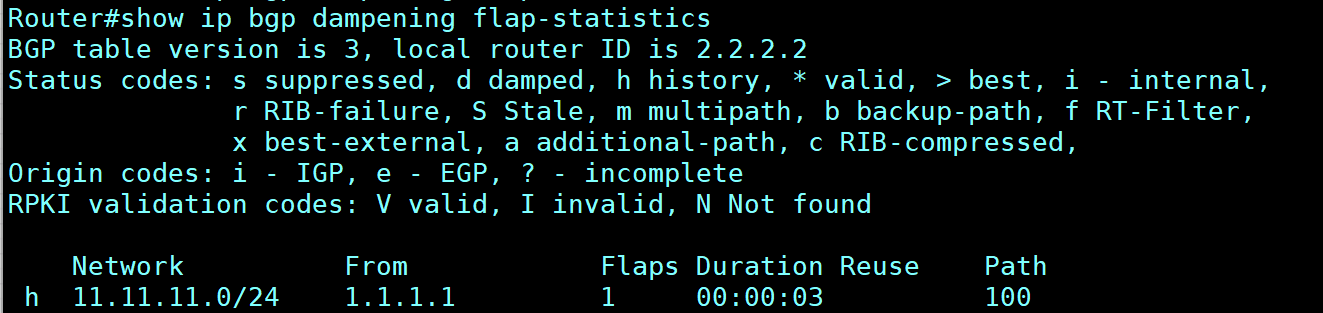 Router#show ip bgp dampening flap-statistics
BGP table version is 3, local router ID is 2.2.2.2
Status codes: s suppressed, d damped, h history, * valid, > best, i - internal,
              r RIB-failure, S Stale, m multipath, b backup-path, f RT-Filter,
              x best-external, a additional-path, c RIB-compressed,
Origin codes: i - IGP, e - EGP, ? - incomplete
RPKI validation codes: V valid, I invalid, N Not found

    Network          From            Flaps Duration Reuse    Path
 h  11.11.11.0/24    1.1.1.1         1     00:00:03          100